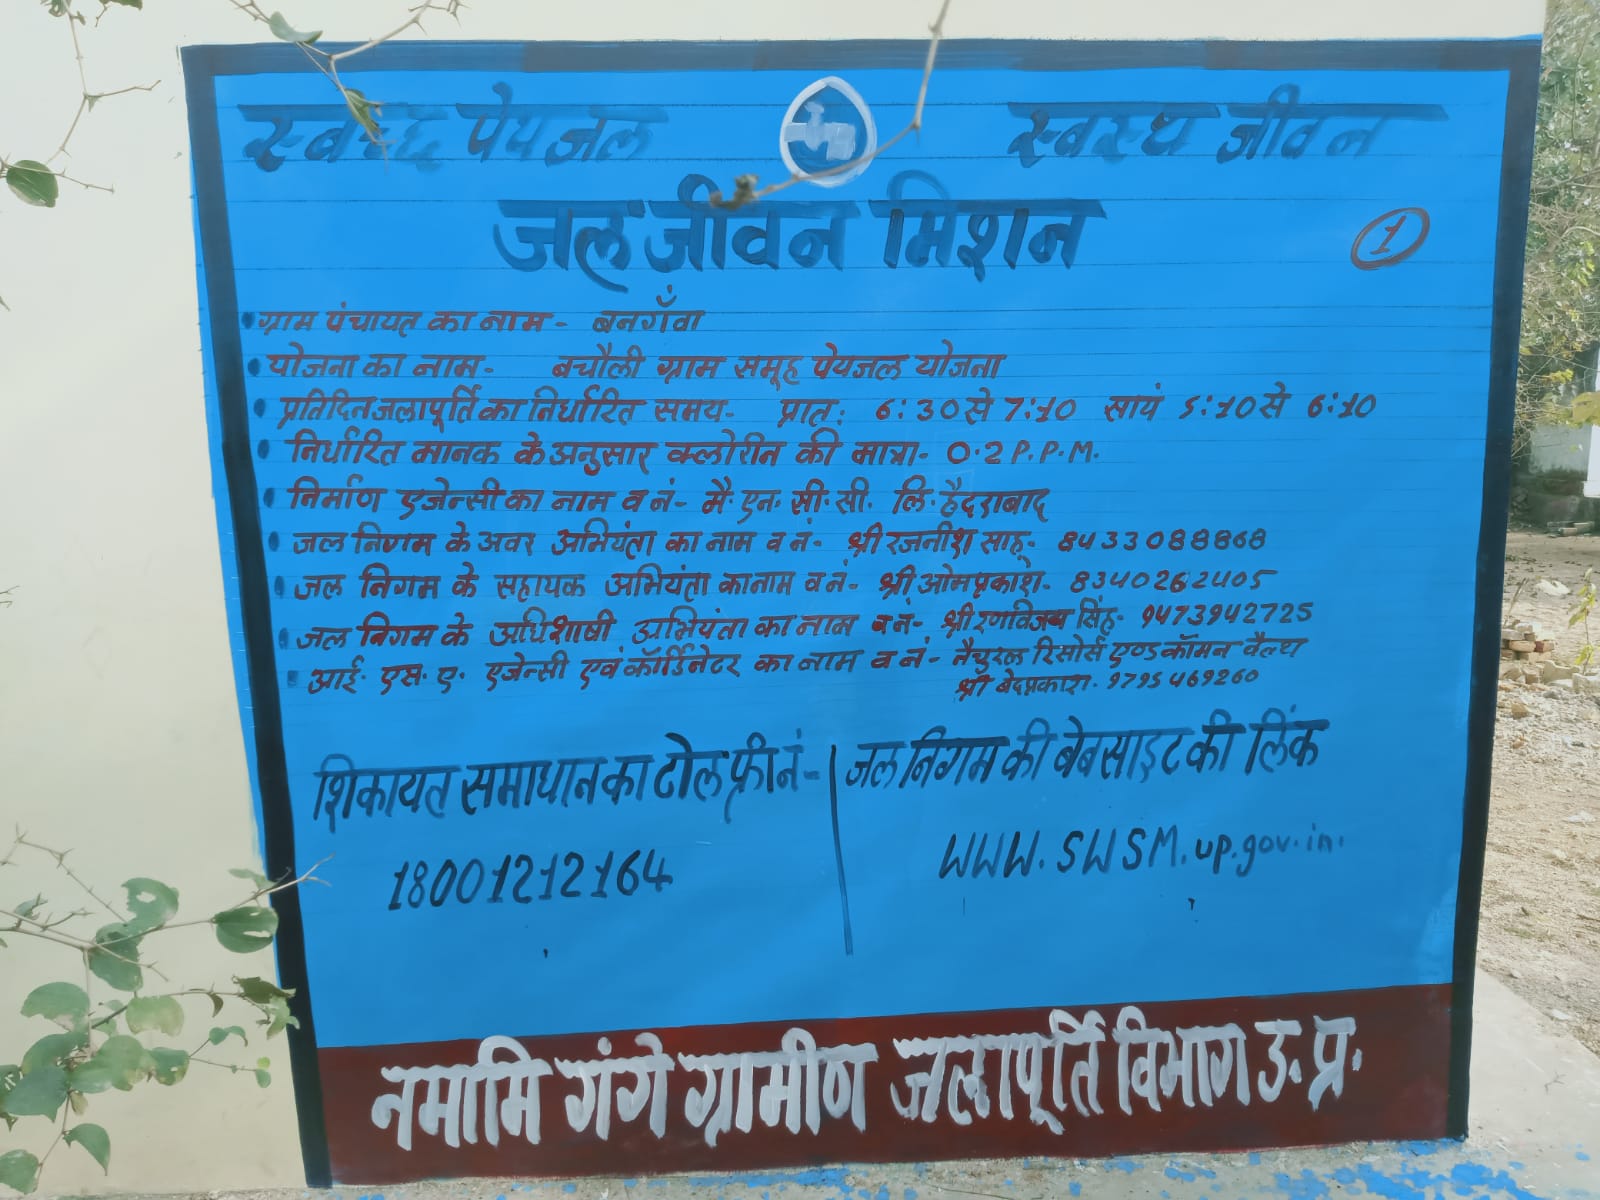 स्वच्छ पेयजल स्वस्थ जीवन
जल जीवन मिशन
1
ग्राम पंचायत का नाम - बनगँवा
योजना का नाम - बचौली ग्राम समूह पेयजल योजना
प्रतिदिन जलापूर्ति का निर्धारित समय - प्रात: 6:30 से 7:10 सायं 5:10 से 6:10
निर्धारित मानक के अनुसार क्लोरीन की मात्रा - 0.2 P.P.M.
निर्माण एजेन्सी का नाम व नं - मै. एन. सी. सी. लि. हैदराबाद
जल निगम के अवर अभियंता का नाम व नं - श्री रजनीश साहू - 8433088868
जल निगम के सहायक अभियंता का नाम व नं - श्री ओमप्रकाश - 8340262405
जल निगम के अधिशाषी अभियंता का नाम व नं - श्री रणविजय सिंह - 9473942725
आई. एस. ए. एजेन्सी एवं कॉर्डिनेटर का नाम व नं - नैचुरल रिसोर्स एण्ड कॉमन वैल्थ
श्री बेदप्रकाश - 9795469260
शिकायत समाधान का टोल फ्री नं -
18001212164
जल निगम की बेबसाइट की लिंक
WWW.SWSM.up.gov.in.
नमामि गंगे ग्रामीण जलापूर्ति विभाग उ. प्र.